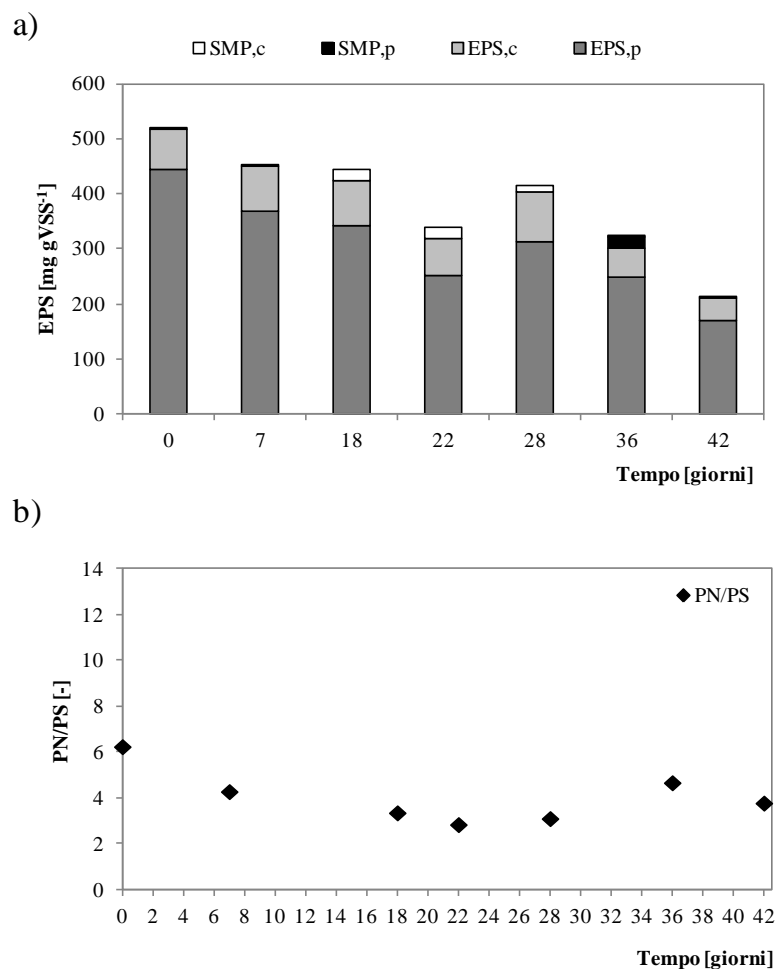 a)
SMP,c SMP,p EPS,c EPS,p
600
500
400
300
200
100
0
EPS [mg gVSS⁻¹]
0 7 18 22 28 36 42
Tempo [giorni]
b)
14
12
10
8
6
4
2
0
PN/PS [-]
PN/PS
0 2 4 6 8 10 12 14 16 18 20 22 24 26 28 30 32 34 36 38 40 42
Tempo [giorni]